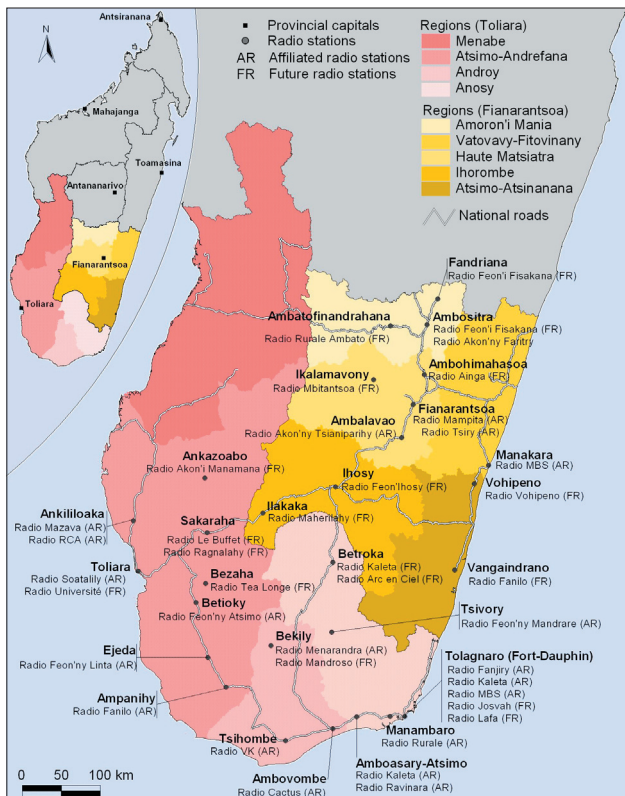 Antsiranana
N
Mahajanga
Toamasina
Antananarivo
Fianarantsoa
Toliara
Provincial capitals
Radio stations
AR Affiliated radio stations
FR Future radio stations
Regions (Toliara)
Menabe
Atsimo-Andrefana
Androy
Anosy
Regions (Fianarantsoa)
Amoron'i Mania
Vatovavy-Fitovinany
Haute Matsiatra
Ihorombe
Atsimo-Atsinanana
National roads
Fandriana
Radio Feon'i Fisakana (FR)
Ambatofinandrahana
Radio Rurale Ambato (FR)
Ambositra
Radio Feon'i Fisakana (FR)
Radio Akon'ny Faritry
Ambohimahasoa
Radio Ainga (FR)
Ikalamavony
Radio Mbitantsoa (FR)
Fianarantsoa
Radio Mampita (AR)
Radio Tsiry (AR)
Ambalavao
Radio Akon'ny Tsianiparihy (AR)
Manakara
Radio MBS (AR)
Ankazoabo
Radio Akon'i Manamana (FR)
Ihosy
Radio Feon'Ihosy (FR)
Vohipeno
Radio Vohipeno (FR)
Ilakaka
Radio Maherilahy (FR)
Ankililoaka
Radio Mazava (AR)
Radio RCA (AR)
Sakaraha
Radio Le Buffet (FR)
Radio Ragnalahy (FR)
Betroka
Radio Kaleta (FR)
Radio Arc en Ciel (FR)
Toliara
Radio Soatalily (AR)
Radio Université (FR)
Vangaindrano
Radio Fanilo (FR)
Bezaha
Radio Tea Longe (FR)
Betioky
Radio Feon'ny Atsimo (AR)
Tsivory
Radio Feon'ny Mandrare (AR)
Ejeda
Radio Feon'ny Linta (AR)
Bekily
Radio Menarandra (AR)
Radio Mandroso (FR)
Tolagnaro (Fort-Dauphin)
Radio Fanjiry (AR)
Radio Kaleta (AR)
Radio MBS (AR)
Radio Josvah (FR)
Radio Lafa (FR)
Ampanihy
Radio Fanilo (AR)
Manambaro
Radio Rurale (AR)
Tsihombe
Radio VK (AR)
Amboasary-Atsimo
Radio Kaleta (AR)
Radio Ravinara (AR)
Ambovombe
Radio Cactus (AR)
0 50 100 km